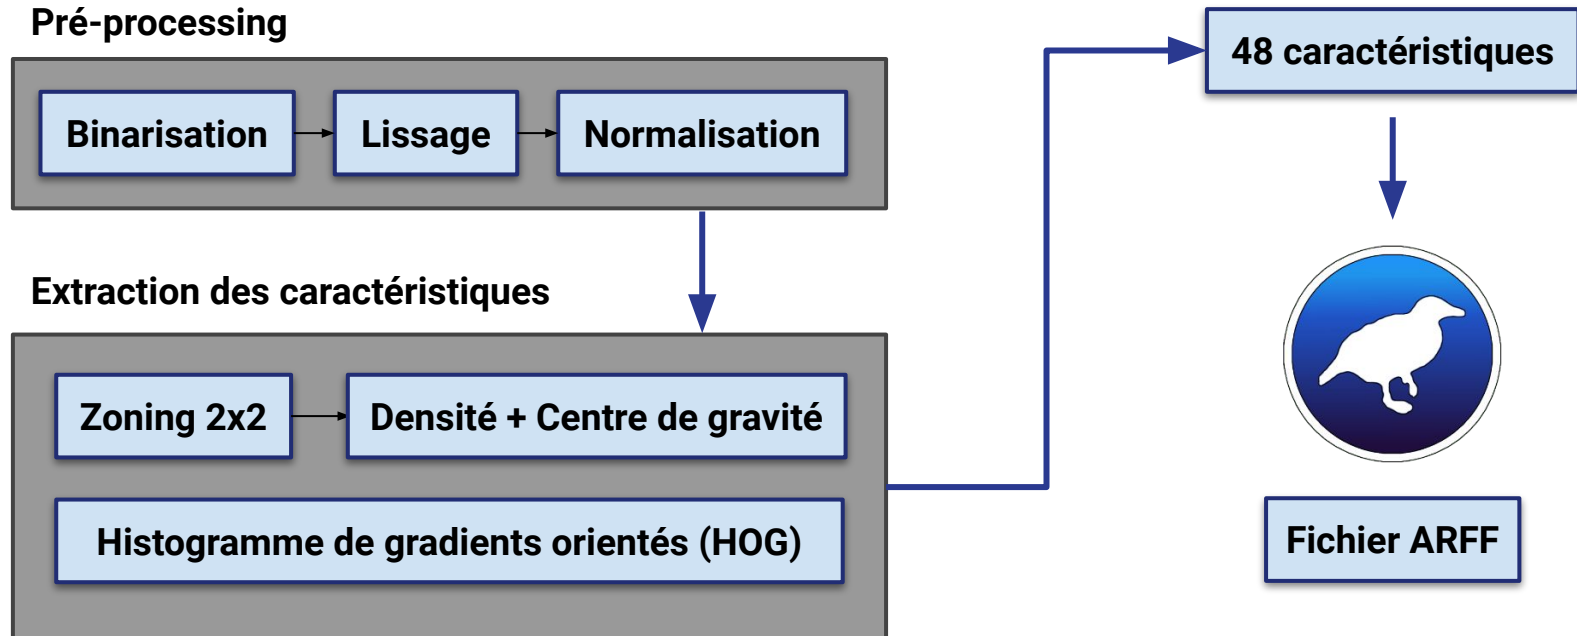 Pré-processing
Binarisation
Lissage
Normalisation
Extraction des caractéristiques
Zoning 2x2
Densité + Centre de gravité
Histogramme de gradients orientés (HOG)
48 caractéristiques
Fichier ARFF